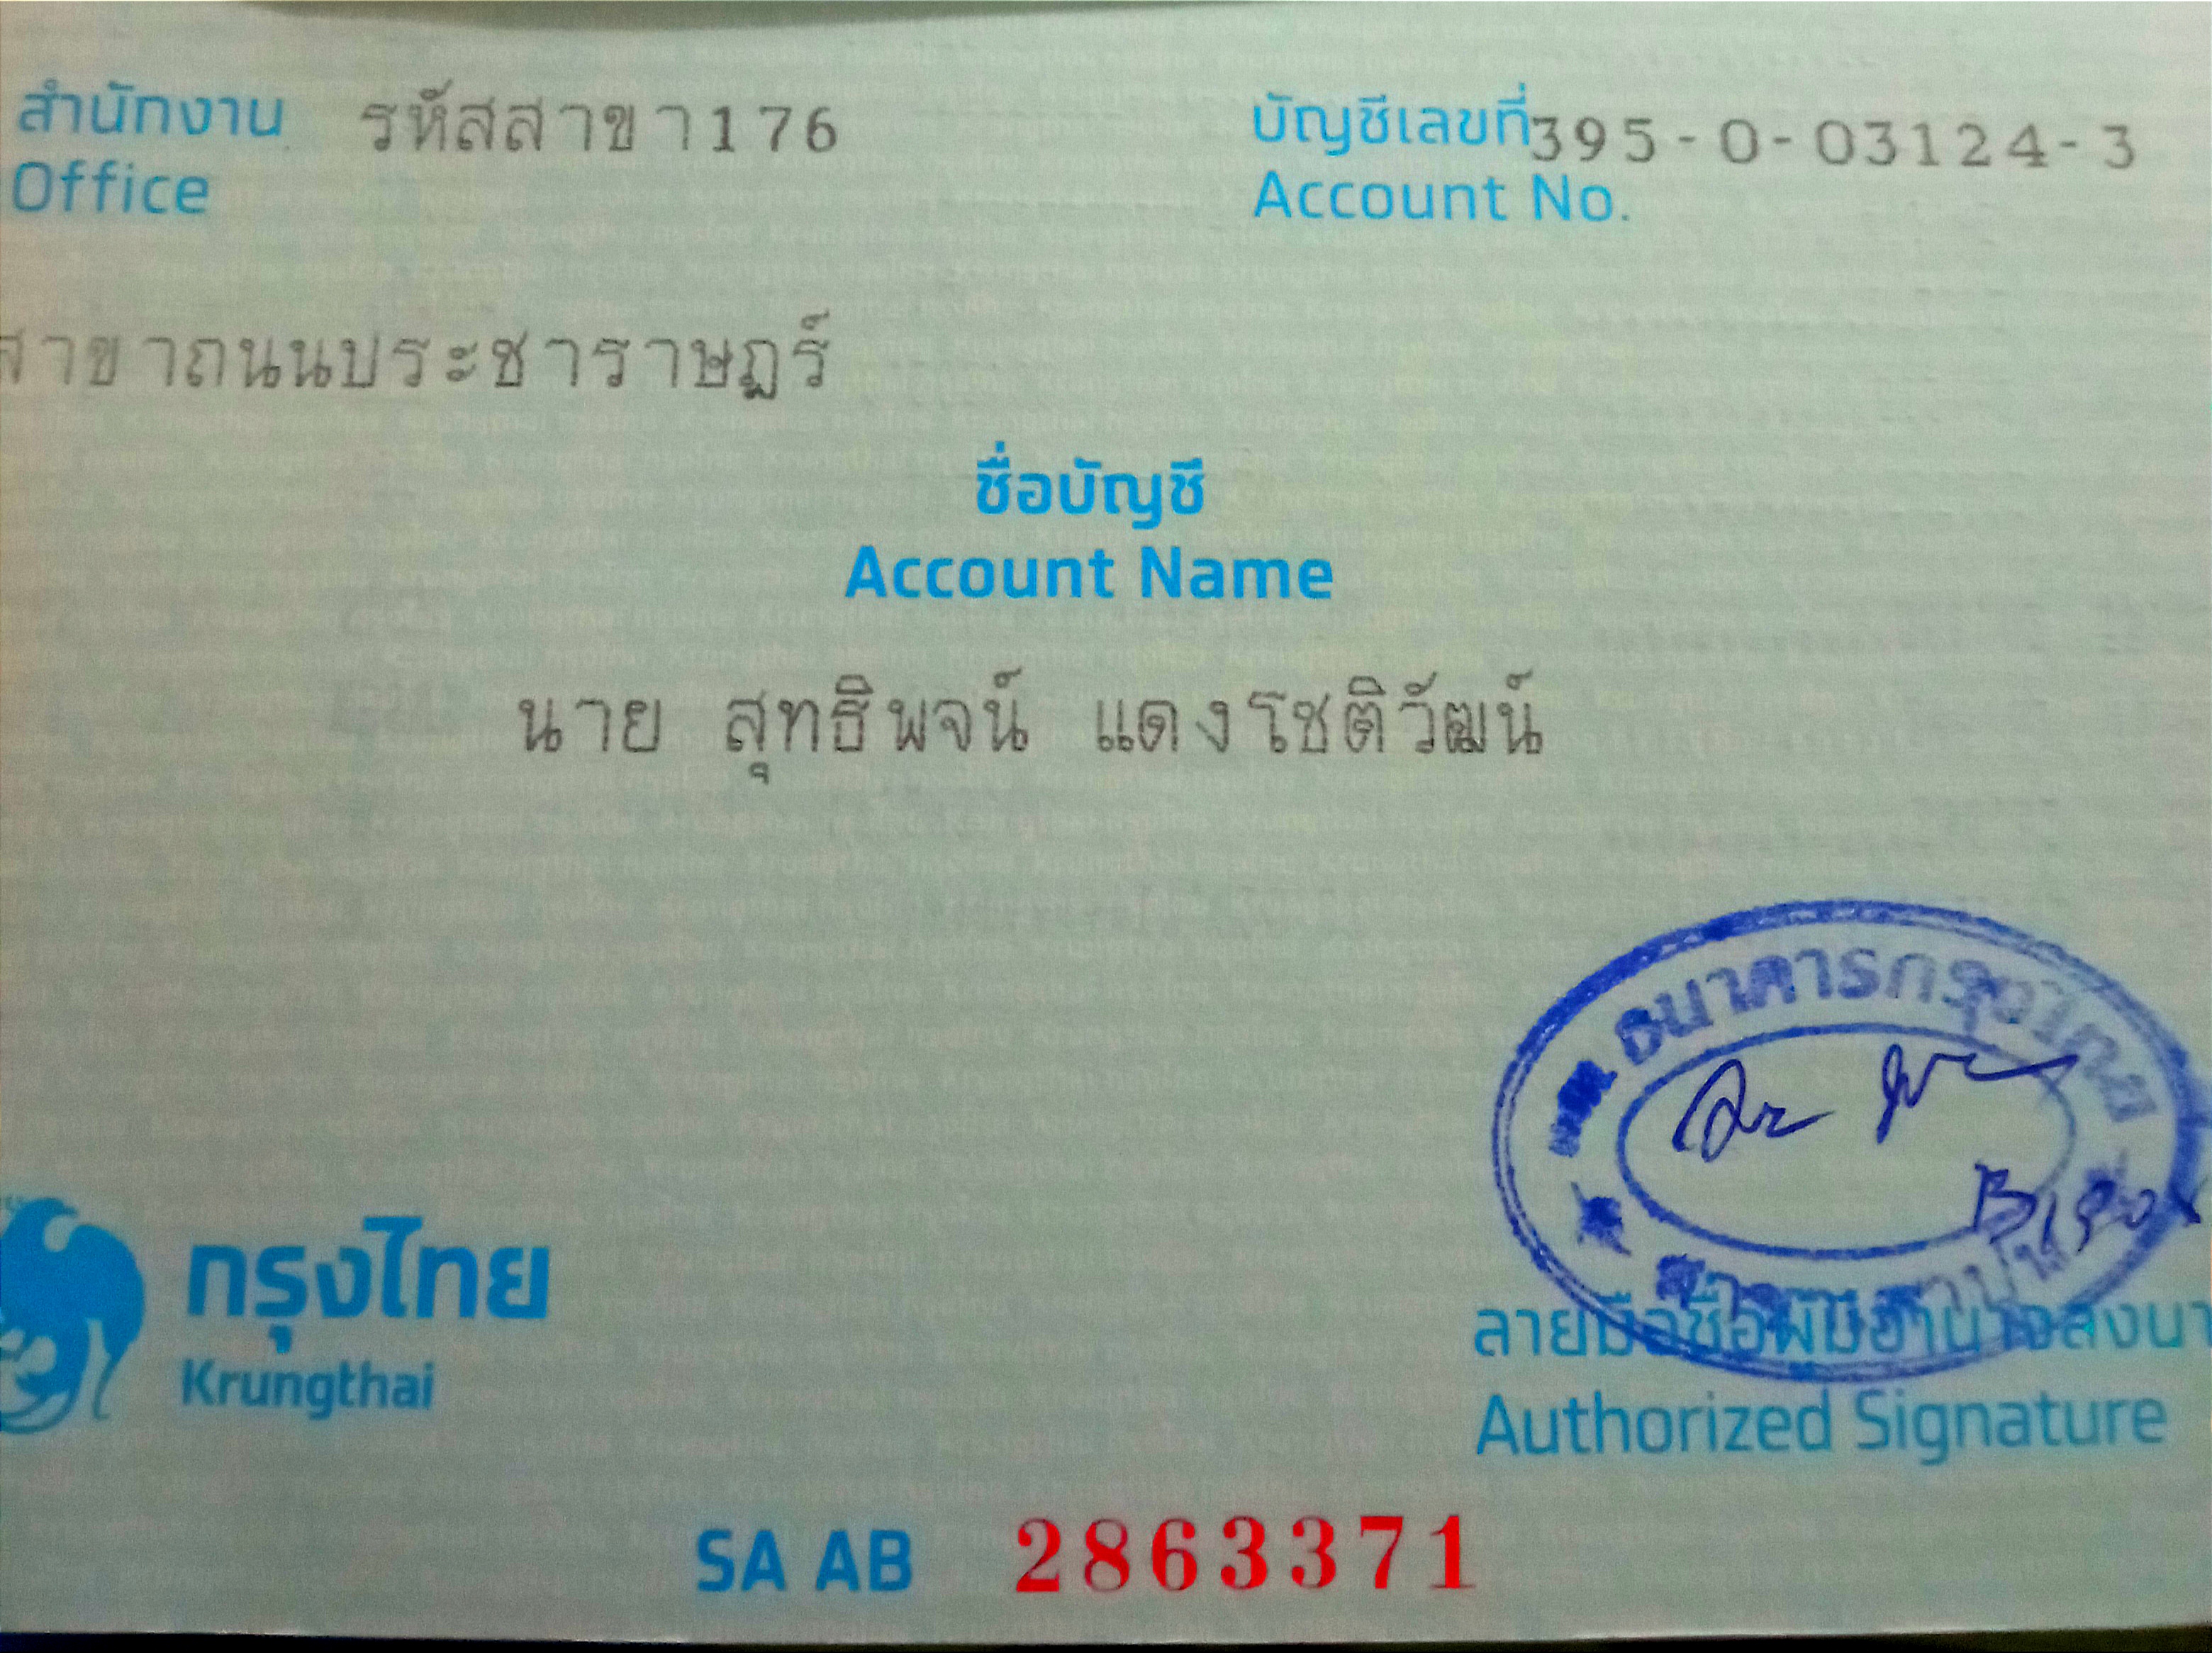 สำนักงาน รหัสสาขา176
Office
บัญชีเลขที่ 395-0-03124-3
Account No.
สาขาถนนประชาราษฎร์
ชื่อบัญชี
Account Name
นาย สุทธิพจน์ แดงโชติวัฒน์
ธนาคารกรุงไทย
กรุงไทย
Krungthai
ลายมือชื่อผู้มีอำนาจลงนา
Authorized Signature
SA AB 2863371